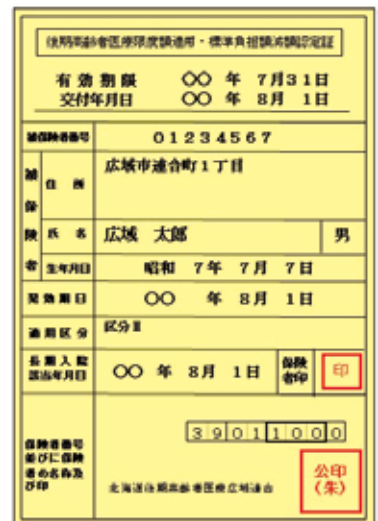 後期高齢者医療限度額適用・標準負担額減額認定証
有効期限 〇〇 年 7月31日
交付年月日 〇〇 年 8月 1日
被保険者番号 01234567
被保険者
住所 広域市連合町1丁目
氏名 広域 太郎 男
生年月日 昭和 7年 7月 7日
発効期日 〇〇 年 8月 1日
適用区分 区分Ⅱ
長期入院該当年月日 〇〇 年 8月 1日 保険者印 印
保険者番号並びに保険者の名称及び印
39011000
北海道後期高齢者医療広域連合
公印
(朱)